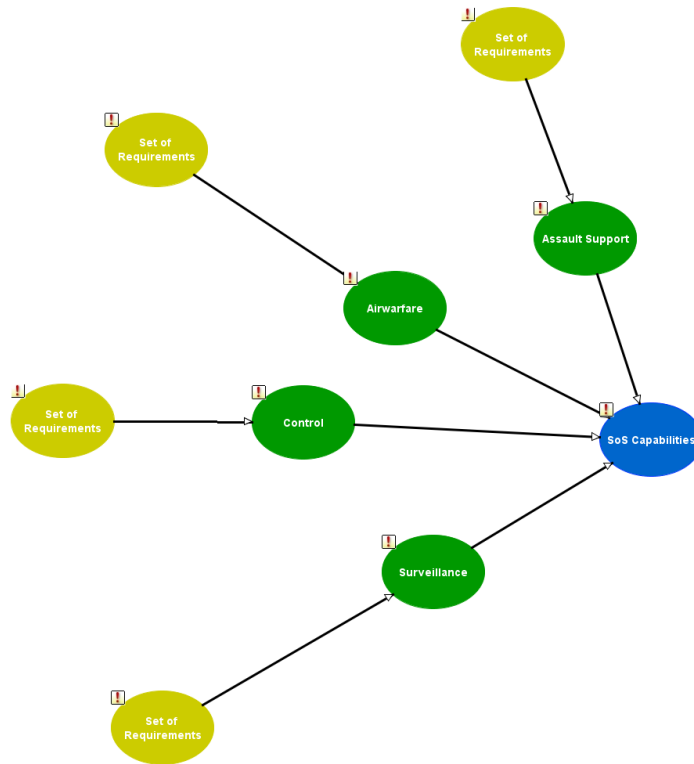 Set of
Requirements
Set of
Requirements
Assault Support
Airwarfare
Set of
Requirements
Control
SoS Capabilities
Surveillance
Set of
Requirements